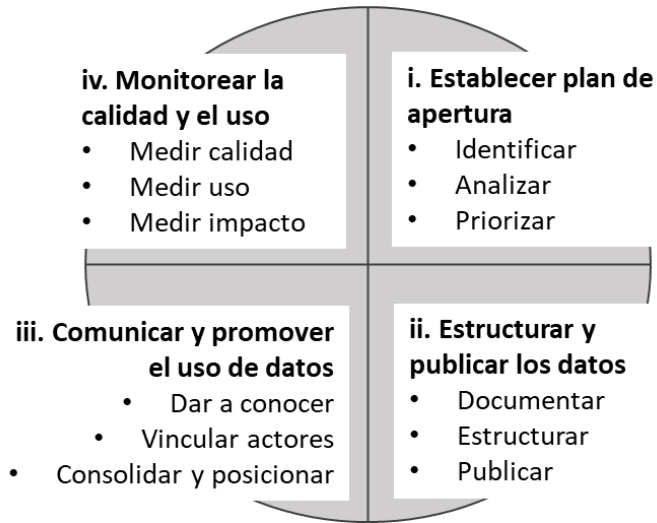 iv. Monitorear la
calidad y el uso
• Medir calidad
• Medir uso
• Medir impacto
i. Establecer plan de
apertura
• Identificar
• Analizar
• Priorizar
iii. Comunicar y promover
el uso de datos
• Dar a conocer
• Vincular actores
• Consolidar y posicionar
ii. Estructurar y
publicar los datos
• Documentar
• Estructurar
• Publicar